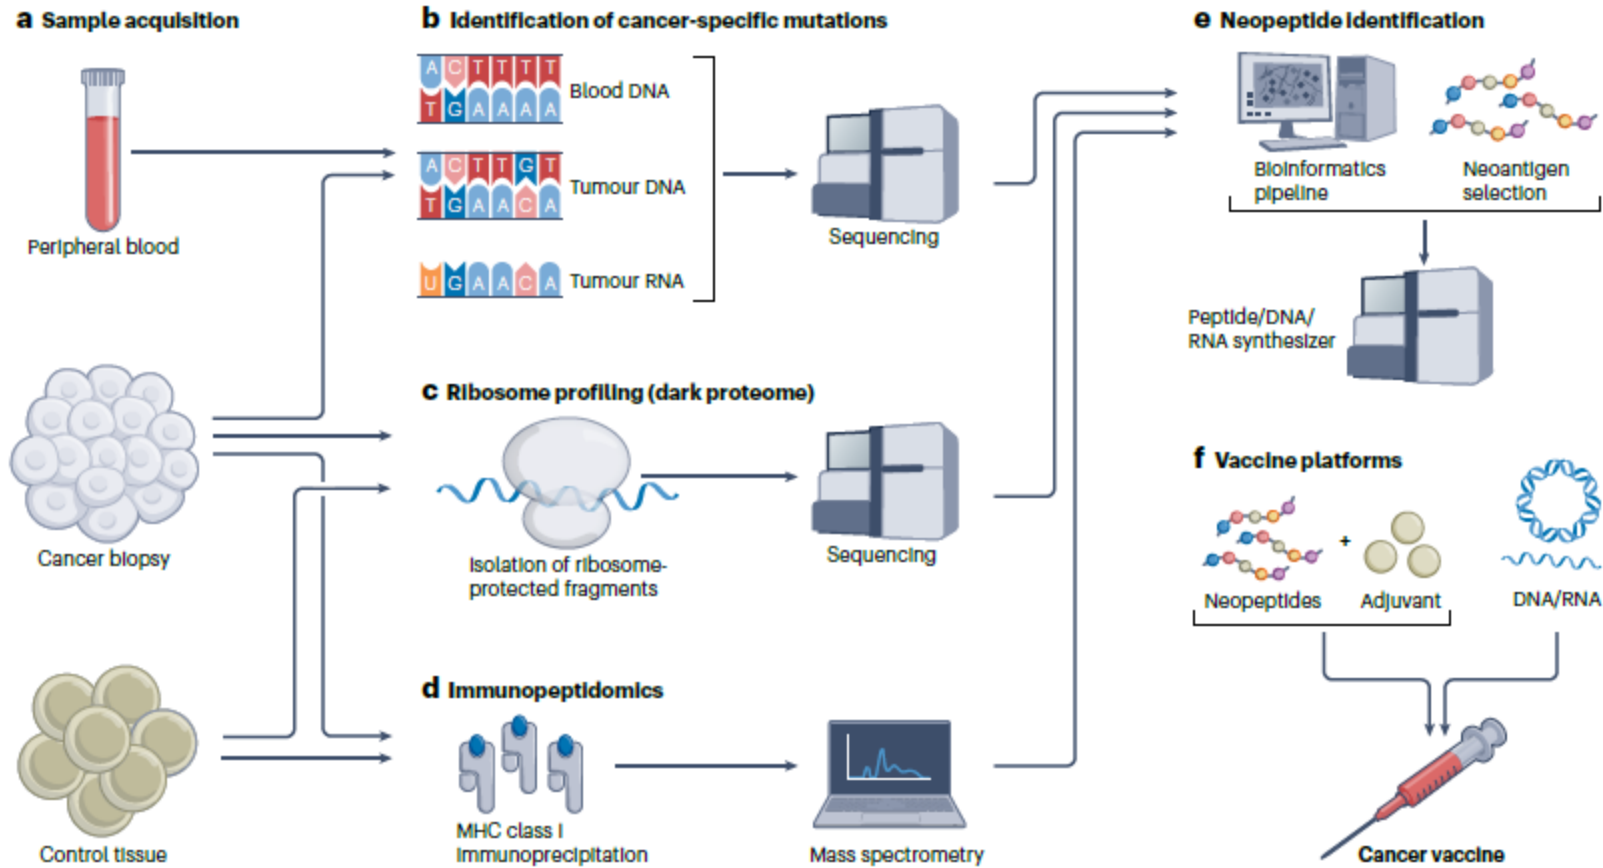 a Sample acquisition
Peripheral blood
Cancer biopsy
Control tissue
b Identification of cancer-specific mutations
A C T T T T
T G A A A A
Blood DNA
A C T T G T
T G A A C A
Tumour DNA
U G A A C A
Tumour RNA
Sequencing
c Ribosome profiling (dark proteome)
Isolation of ribosome-
protected fragments
Sequencing
d Immunopeptidomics
MHC class I
immunoprecipitation
Mass spectrometry
e Neopeptide identification
Bioinformatics
pipeline
Neoantigen
selection
Peptide/DNA/
RNA synthesizer
f Vaccine platforms
Neopeptides
+
Adjuvant
DNA/RNA
Cancer vaccine